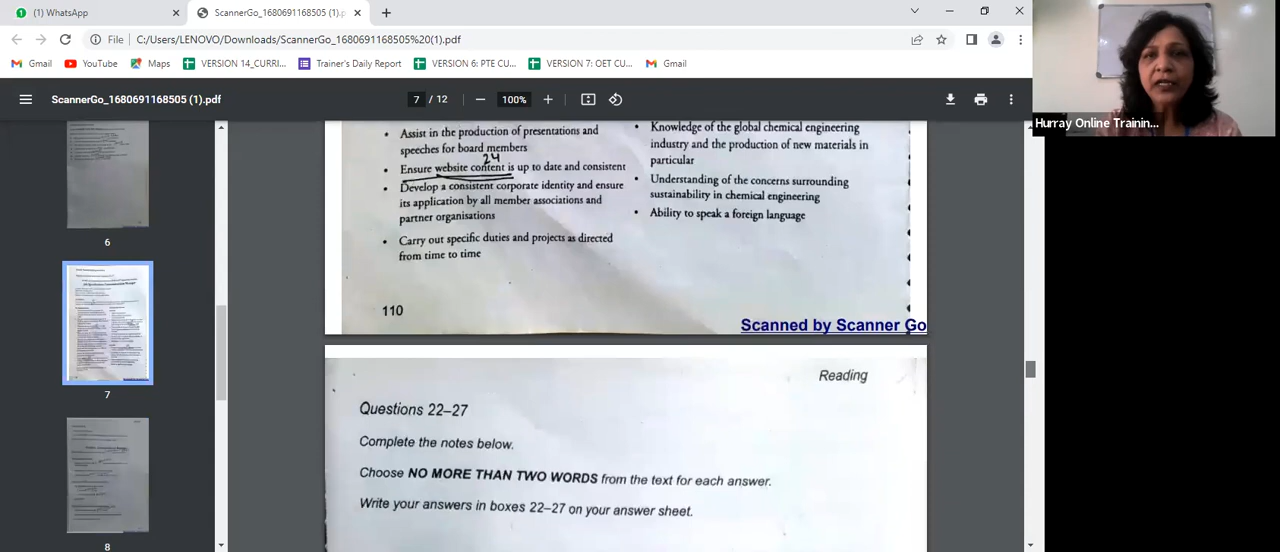 (1) WhatsApp
ScannerGo_1680691168505 (1).p
File
C:/Users/LENOVO/Downloads/ScannerGo_1680691168505%20(1).pdf
Gmail
YouTube
Maps
VERSION 14_CURRI...
Trainer's Daily Report
VERSION 6: PTE CU...
VERSION 7: OET CU...
Gmail
ScannerGo_1680691168505 (1).pdf
7 / 12
100%
Hurray Online Trainin...
6
7
8
Assist in the production of presentations and
speeches for board members
24
Ensure website content is up to date and consistent
Develop a consistent corporate identity and ensure
its application by all member associations and
partner organisations
Carry out specific duties and projects as directed
from time to time
Knowledge of the global chemical engineering
industry and the production of new materials in
particular
Understanding of the concerns surrounding
sustainability in chemical engineering
Ability to speak a foreign language
110
Scanned by Scanner Go
Reading
Questions 22–27
Complete the notes below.
Choose NO MORE THAN TWO WORDS from the text for each answer.
Write your answers in boxes 22–27 on your answer sheet.